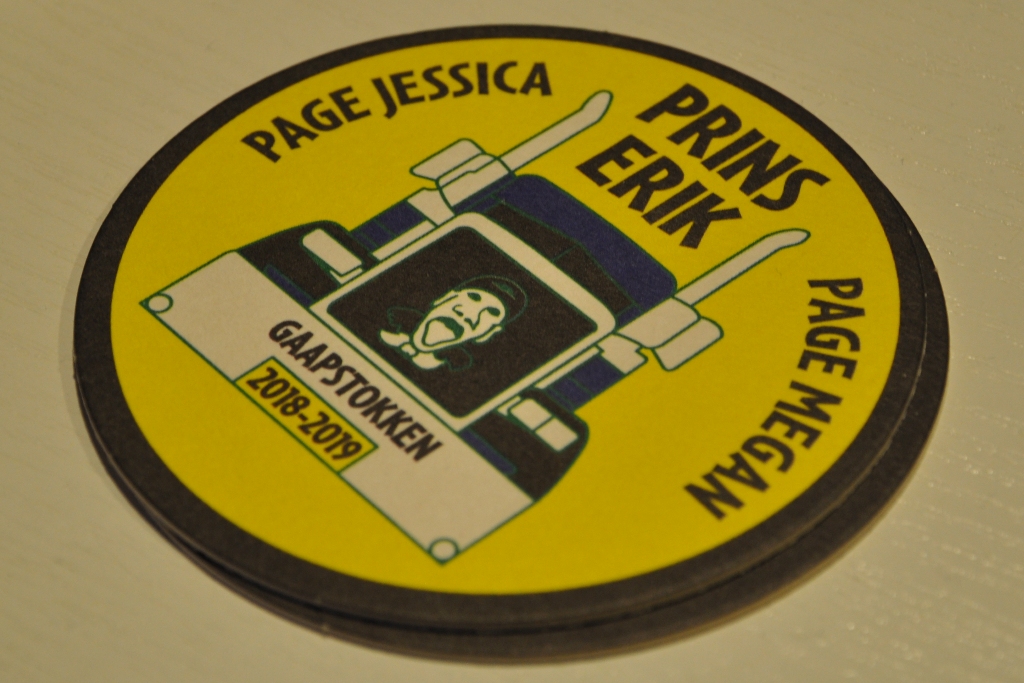 PAGE JESSICA
PRINS
ERIK
PAGE MEGAN
GAAPSTOKKEN
2018-2019